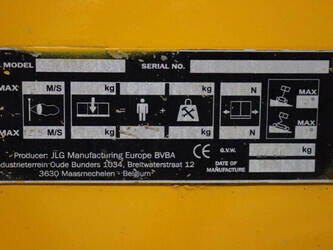 MODEL SERIAL NO.
MAX M/S kg kg N MAX
= +
MAX M/S kg kg N MAX
Producer: JLG Manufacturing Europe BVBA
Industrieterrein Oude Bunders 1034, Breitwaterstraat 12
3630 Maasmechelen - Belgium
CE G.V.W. kg
DATE OF
MANUFACTURE